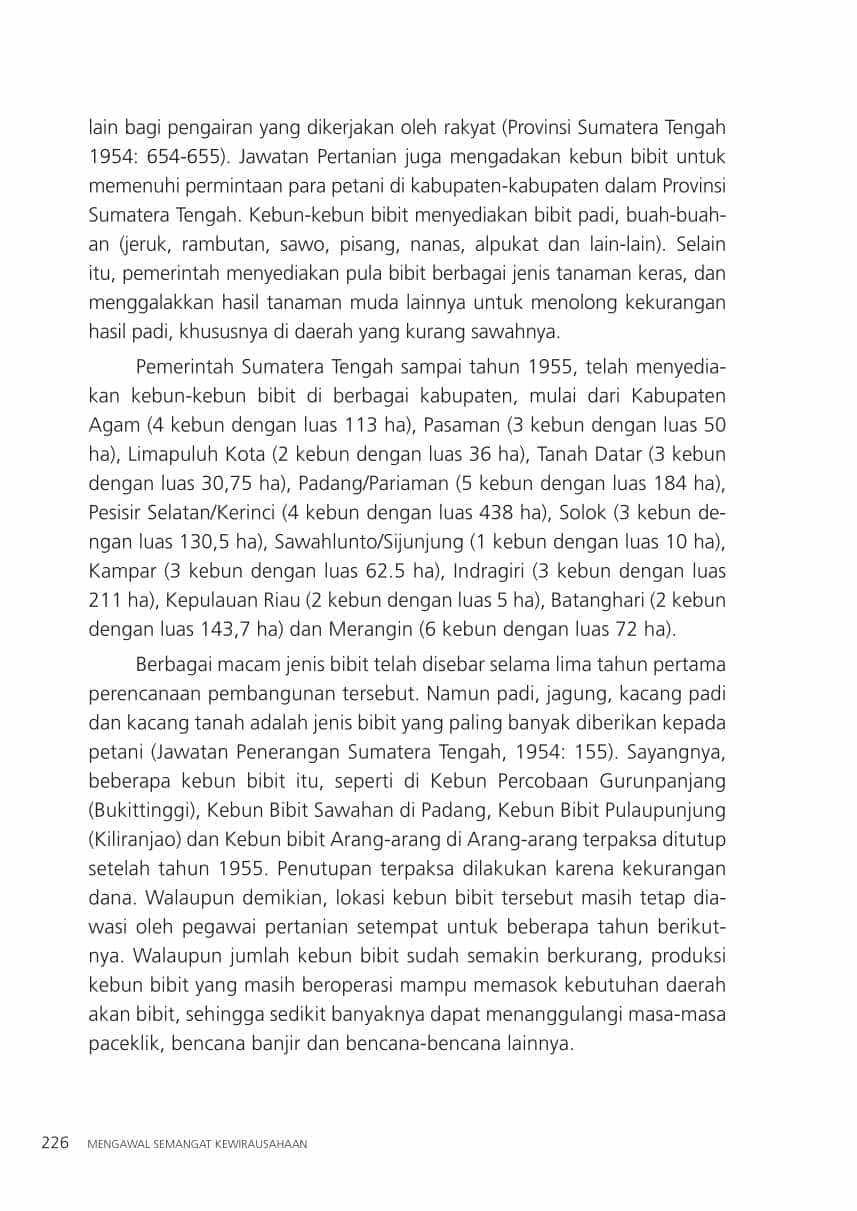 lain bagi pengairan yang dikerjakan oleh rakyat (Provinsi Sumatera Tengah
1954: 654-655). Jawatan Pertanian juga mengadakan kebun bibit untuk
memenuhi permintaan para petani di kabupaten-kabupaten dalam Provinsi
Sumatera Tengah. Kebun-kebun bibit menyediakan bibit padi, buah-buah-
an (jeruk, rambutan, sawo, pisang, nanas, alpukat dan lain-lain). Selain
itu, pemerintah menyediakan pula bibit berbagai jenis tanaman keras, dan
menggalakkan hasil tanaman muda lainnya untuk menolong kekurangan
hasil padi, khususnya di daerah yang kurang sawahnya.
Pemerintah Sumatera Tengah sampai tahun 1955, telah menyedia-
kan kebun-kebun bibit di berbagai kabupaten, mulai dari Kabupaten
Agam (4 kebun dengan luas 113 ha), Pasaman (3 kebun dengan luas 50
ha), Limapuluh Kota (2 kebun dengan luas 36 ha), Tanah Datar (3 kebun
dengan luas 30,75 ha), Padang/Pariaman (5 kebun dengan luas 184 ha),
Pesisir Selatan/Kerinci (4 kebun dengan luas 438 ha), Solok (3 kebun de-
ngan luas 130,5 ha), Sawahlunto/Sijunjung (1 kebun dengan luas 10 ha),
Kampar (3 kebun dengan luas 62.5 ha), Indragiri (3 kebun dengan luas
211 ha), Kepulauan Riau (2 kebun dengan luas 5 ha), Batanghari (2 kebun
dengan luas 143,7 ha) dan Merangin (6 kebun dengan luas 72 ha).
Berbagai macam jenis bibit telah disebar selama lima tahun pertama
perencanaan pembangunan tersebut. Namun padi, jagung, kacang padi
dan kacang tanah adalah jenis bibit yang paling banyak diberikan kepada
petani (Jawatan Penerangan Sumatera Tengah, 1954: 155). Sayangnya,
beberapa kebun bibit itu, seperti di Kebun Percobaan Gurunpanjang
(Bukittinggi), Kebun Bibit Sawahan di Padang, Kebun Bibit Pulaupunjung
(Kiliranjao) dan Kebun bibit Arang-arang di Arang-arang terpaksa ditutup
setelah tahun 1955. Penutupan terpaksa dilakukan karena kekurangan
dana. Walaupun demikian, lokasi kebun bibit tersebut masih tetap dia-
wasi oleh pegawai pertanian setempat untuk beberapa tahun berikut-
nya. Walaupun jumlah kebun bibit sudah semakin berkurang, produksi
kebun bibit yang masih beroperasi mampu memasok kebutuhan daerah
akan bibit, sehingga sedikit banyaknya dapat menanggulangi masa-masa
paceklik, bencana banjir dan bencana-bencana lainnya.
226 MENGAWAL SEMANGAT KEWIRAUSAHAAN